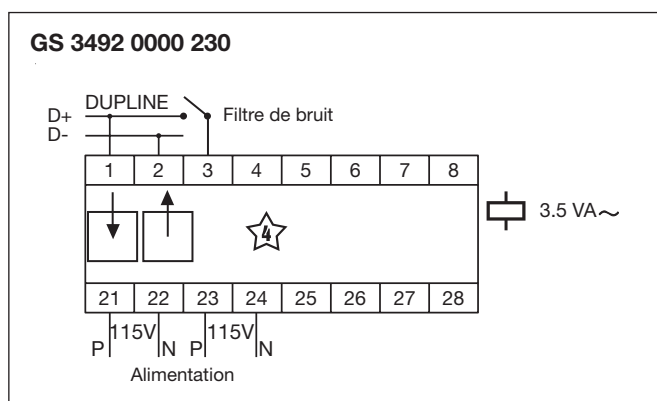 GS 3492 0000 230
DUPLINE
D+
Filtre de bruit
D-
1 2 3 4 5 6 7 8
3.5 VA~
4
21 22 23 24 25 26 27 28
115V 115V
P N P N
Alimentation